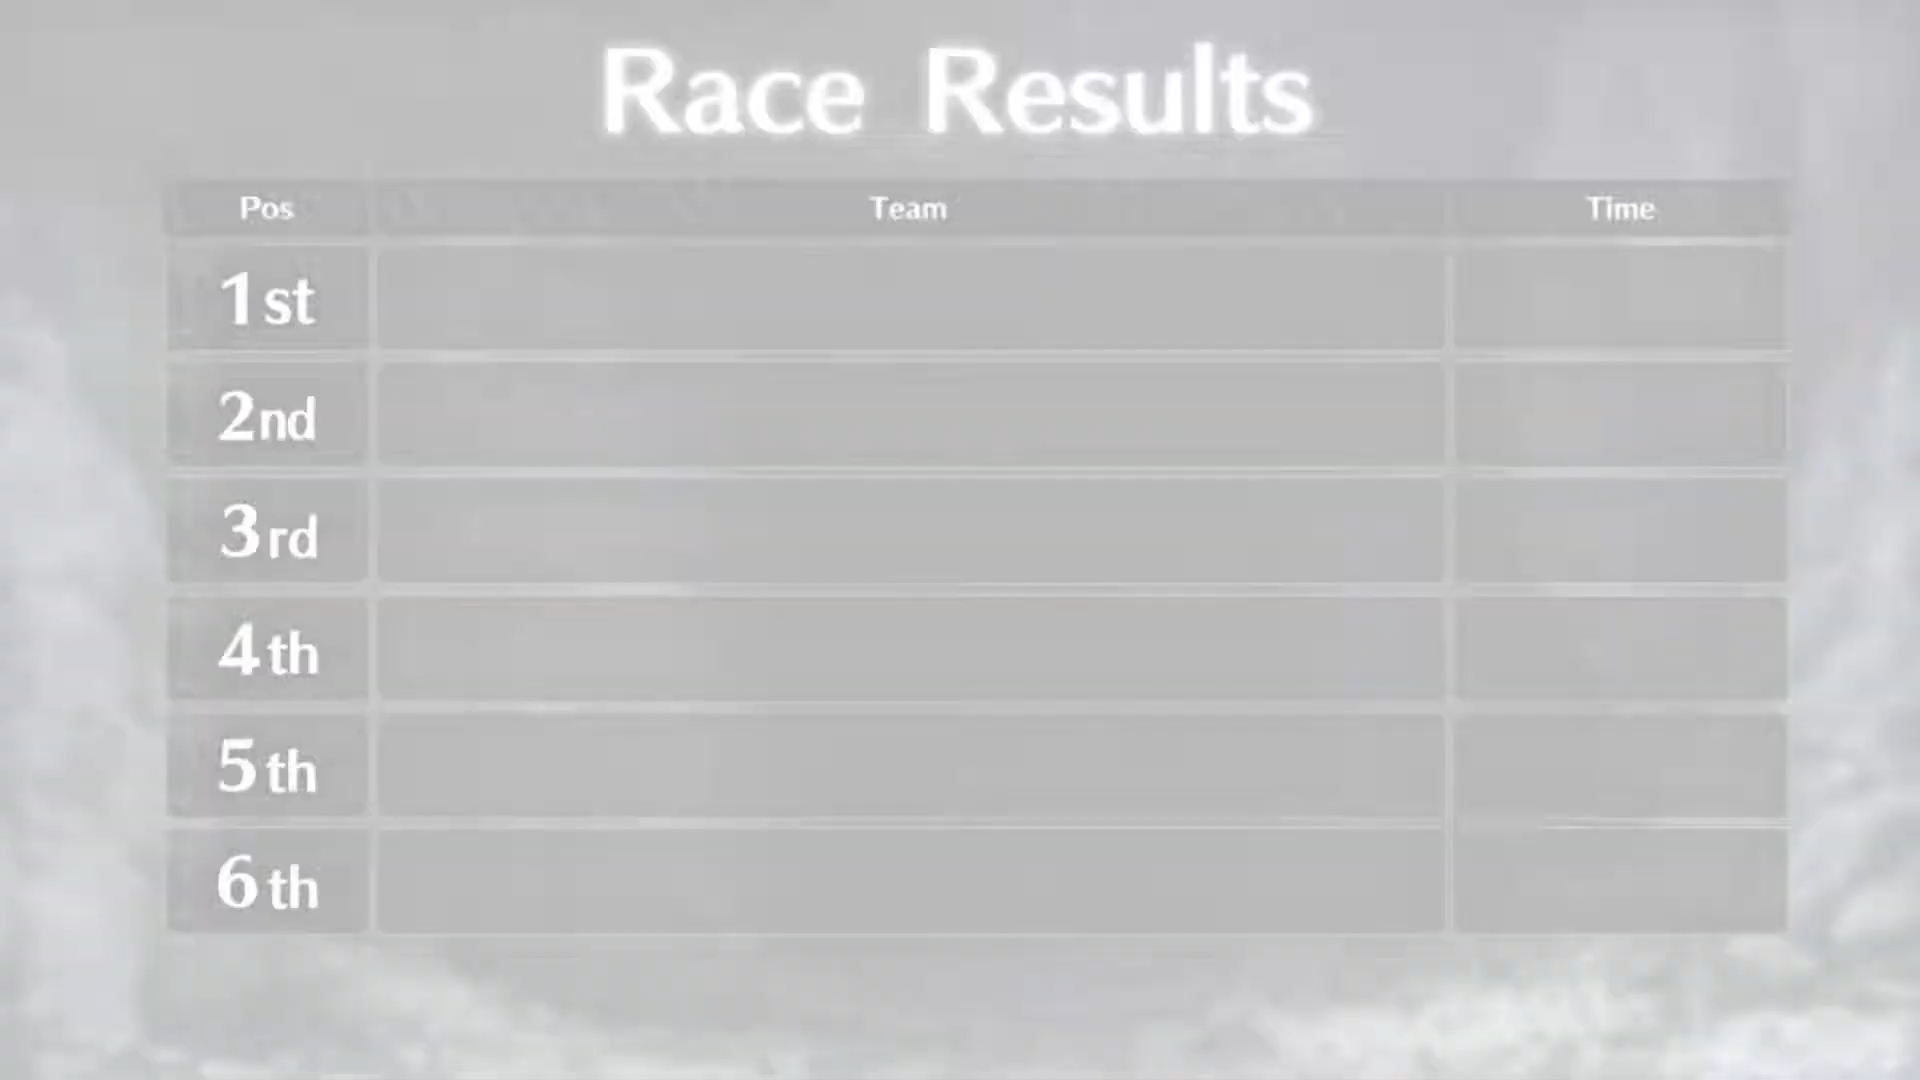 Race Results
Pos Team Time
1st
2nd
3rd
4th
5th
6th